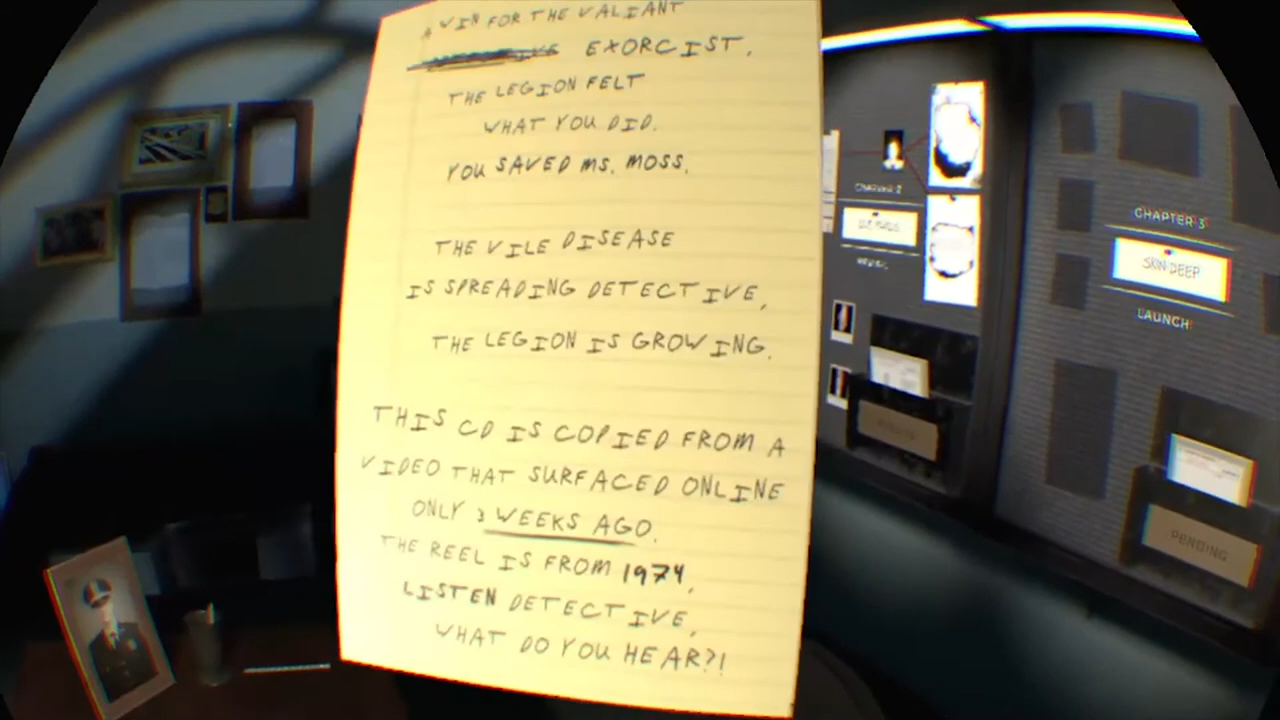 A WIN FOR THE VALIANT
EXORCIST.
THE LEGION FELT
WHAT YOU DID.
YOU SAVED MS. MOSS.
THE VILE DISEASE
IS SPREADING DETECTIVE,
THE LEGION IS GROWING.
THIS CD IS COPIED FROM A
VIDEO THAT SURFACED ONLINE
ONLY 3 WEEKS AGO.
THE REEL IS FROM 1974,
LISTEN DETECTIVE,
WHAT DO YOU HEAR?!
CHAPTER 2
CHAPTER 3
SKIN DEEP
LAUNCH
PENDING